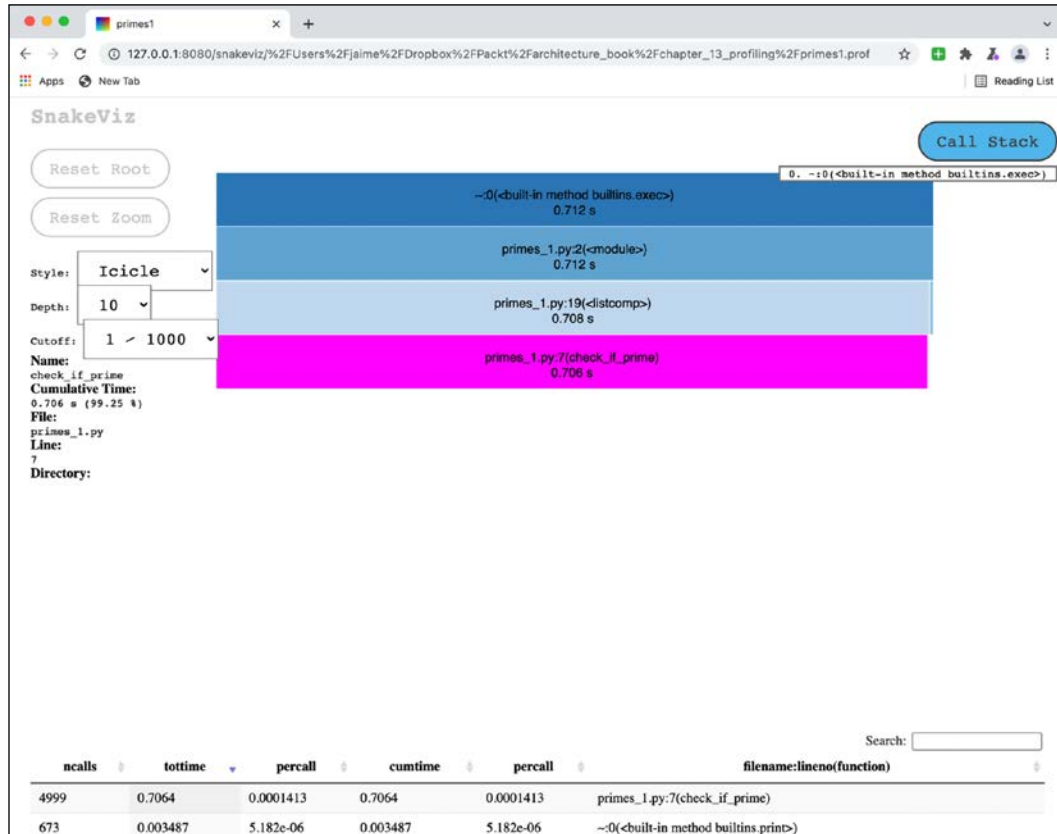 primes1
127.0.0.1:8080/snakeviz/%2FUsers%2Fjaime%2FDropbox%2FPackt%2Farchitecture_book%2Fchapter_13_profiling%2Fprimes1.prof
Apps New Tab Reading List
SnakeViz
Call Stack
0. ~:0(<built-in method builtins.exec>)
Reset Root
Reset Zoom
Style: Icicle
Depth: 10
Cutoff: 1 / 1000
Name:
check_if_prime
Cumulative Time:
0.706 s (99.25 %)
File:
primes_1.py
Line:
7
Directory:
~:0(<built-in method builtins.exec>)
0.712 s
primes_1.py:2(<module>)
0.712 s
primes_1.py:19(<listcomp>)
0.708 s
primes_1.py:7(check_if_prime)
0.706 s
Search:
ncalls tottime percall cumtime percall filename:lineno(function)
4999 0.7064 0.0001413 0.7064 0.0001413 primes_1.py:7(check_if_prime)
673 0.003487 5.182e-06 0.003487 5.182e-06 ~:0(<built-in method builtins.print>)